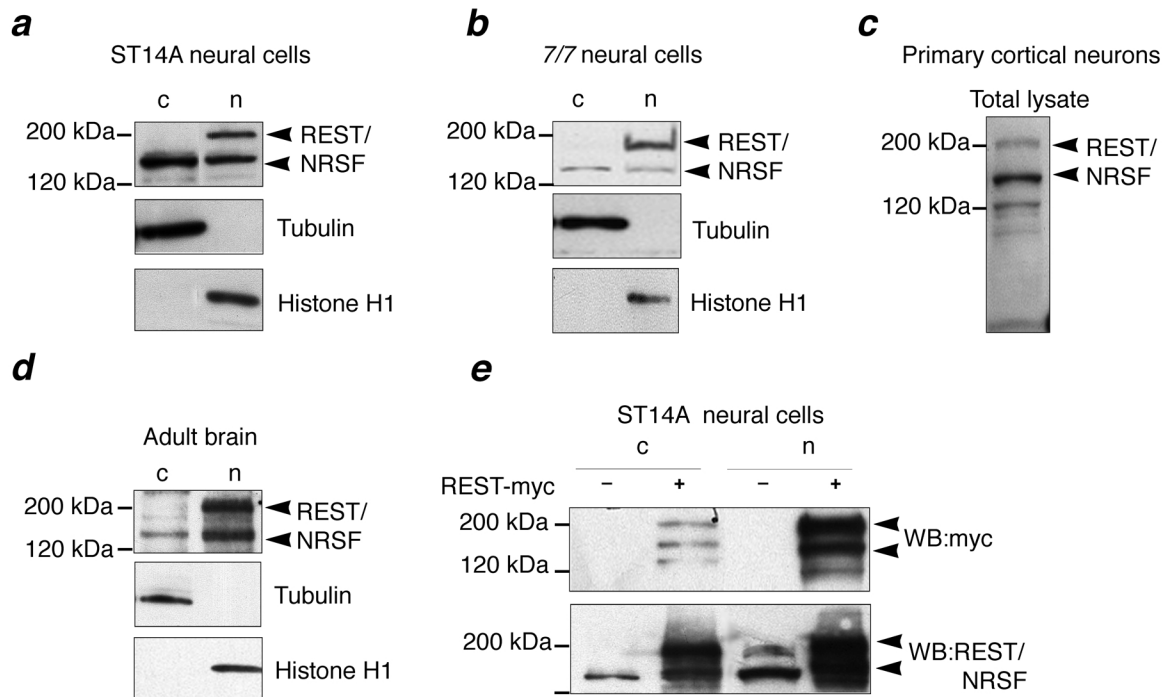 a
ST14A neural cells
c n
200 kDa
REST/
NRSF
120 kDa
Tubulin
Histone H1
b
7/7 neural cells
c n
200 kDa
REST/
NRSF
120 kDa
Tubulin
Histone H1
c
Primary cortical neurons
Total lysate
200 kDa
REST/
NRSF
120 kDa
d
Adult brain
c n
200 kDa
REST/
NRSF
120 kDa
Tubulin
Histone H1
e
ST14A neural cells
c n
REST-myc – + – +
200 kDa
WB:myc
120 kDa
200 kDa
WB:REST/
NRSF